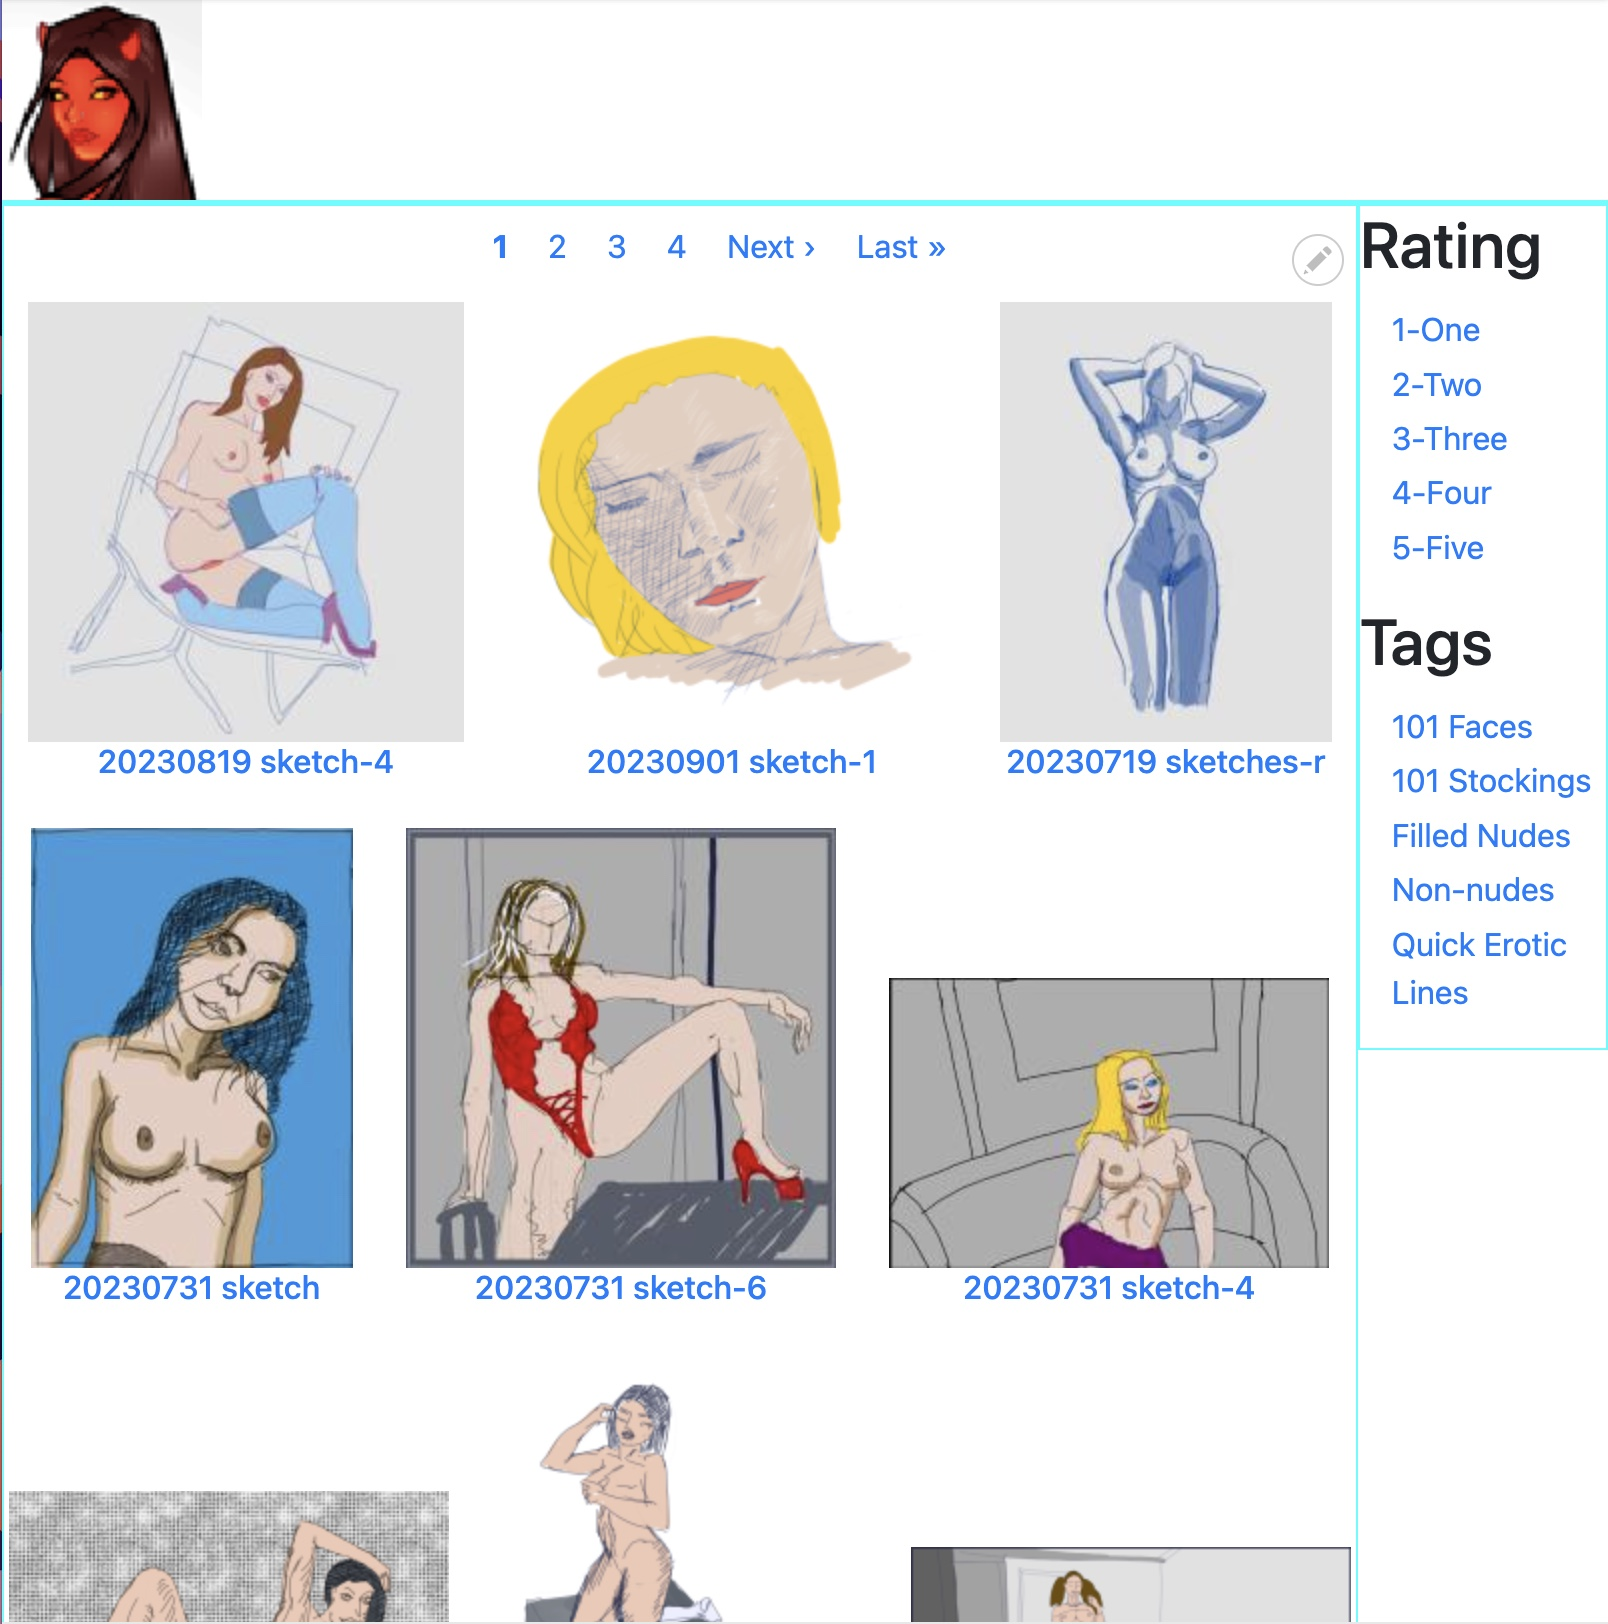 1 2 3 4 Next › Last »
20230819 sketch-4
20230901 sketch-1
20230719 sketches-r
20230731 sketch
20230731 sketch-6
20230731 sketch-4
Rating
1-One
2-Two
3-Three
4-Four
5-Five
Tags
101 Faces
101 Stockings
Filled Nudes
Non-nudes
Quick Erotic
Lines